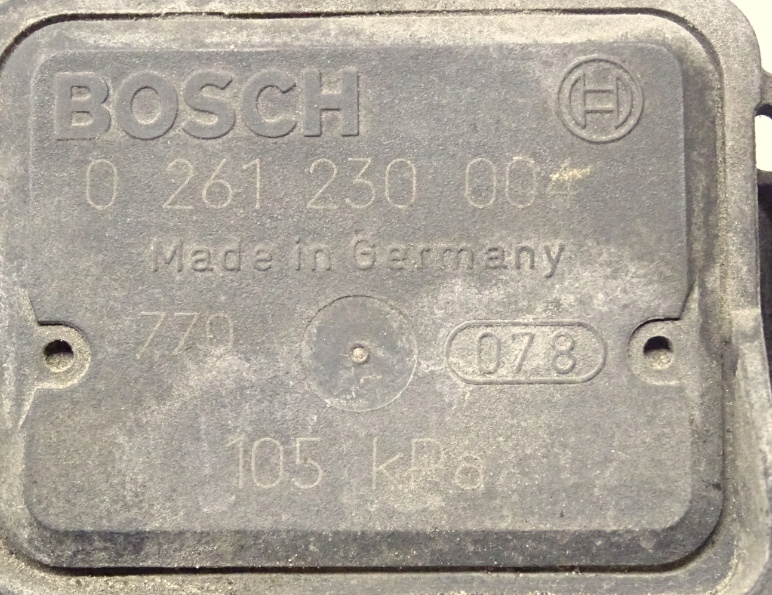 BOSCH
0 261 230 004
Made in Germany
770 078
105 kPa